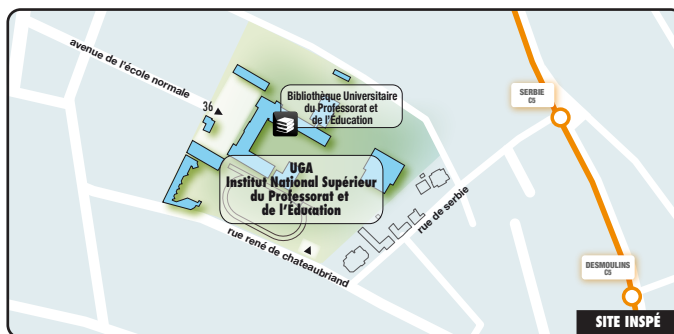 avenue de l'école normale
36
Bibliothèque Universitaire
du Professorat et
de l'Éducation
SERBIE
C5
UGA
Institut National Supérieur
du Professorat et
de l'Éducation
rue de serbie
rue rené de chateaubriand
DESMOULINS
C5
SITE INSPÉ